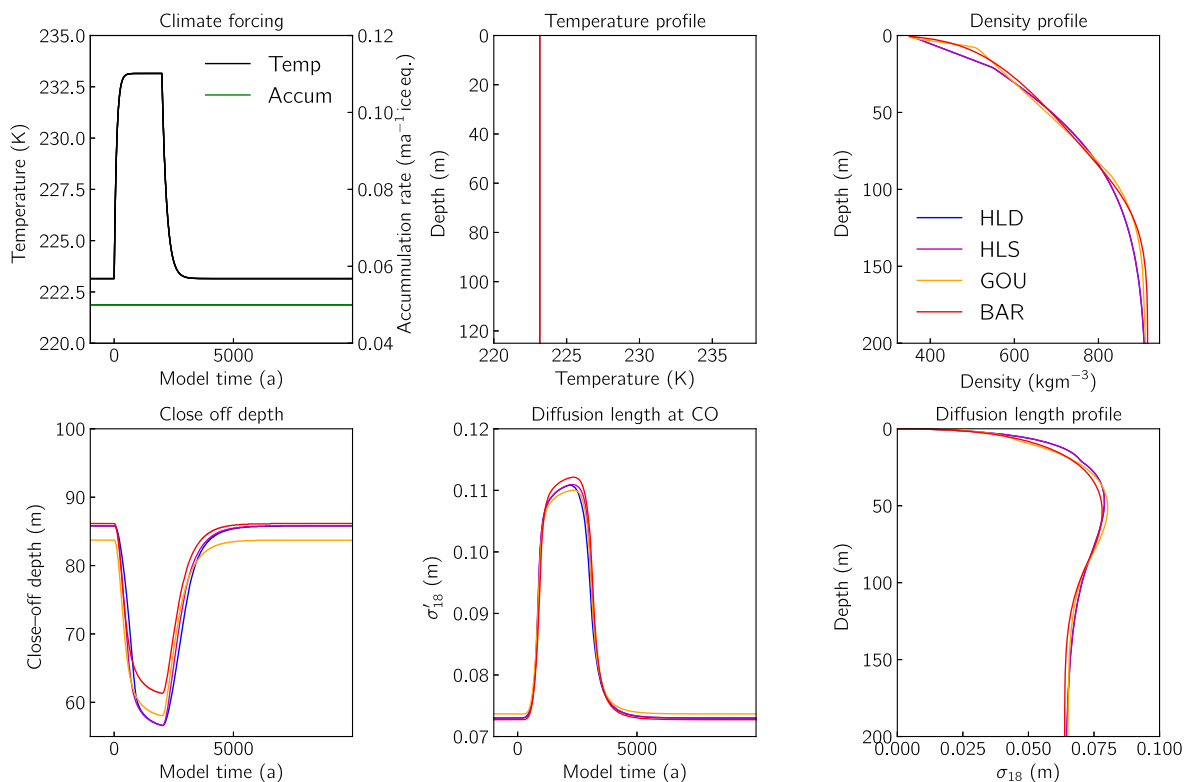 Climate forcing
235.0
232.5
230.0
227.5
225.0
222.5
220.0
Temperature (K)
Temp
Accum
0.12
0.10
0.08
0.06
0.04
Accumulation rate (ma⁻¹ ice eq.)
0
5000
Model time (a)
Temperature profile
0
20
40
60
80
100
120
Depth (m)
220
225
230
235
Temperature (K)
Density profile
0
50
100
150
200
Depth (m)
HLD
HLS
GOU
BAR
400
600
800
Density (kgm⁻³)
Close off depth
100
90
80
70
60
Close–off depth (m)
0
5000
Model time (a)
Diffusion length at CO
0.12
0.11
0.10
0.09
0.08
0.07
σ′₁₈ (m)
0
5000
Model time (a)
Diffusion length profile
0
50
100
150
200
Depth (m)
0.000
0.025
0.050
0.075
0.100
σ₁₈ (m)